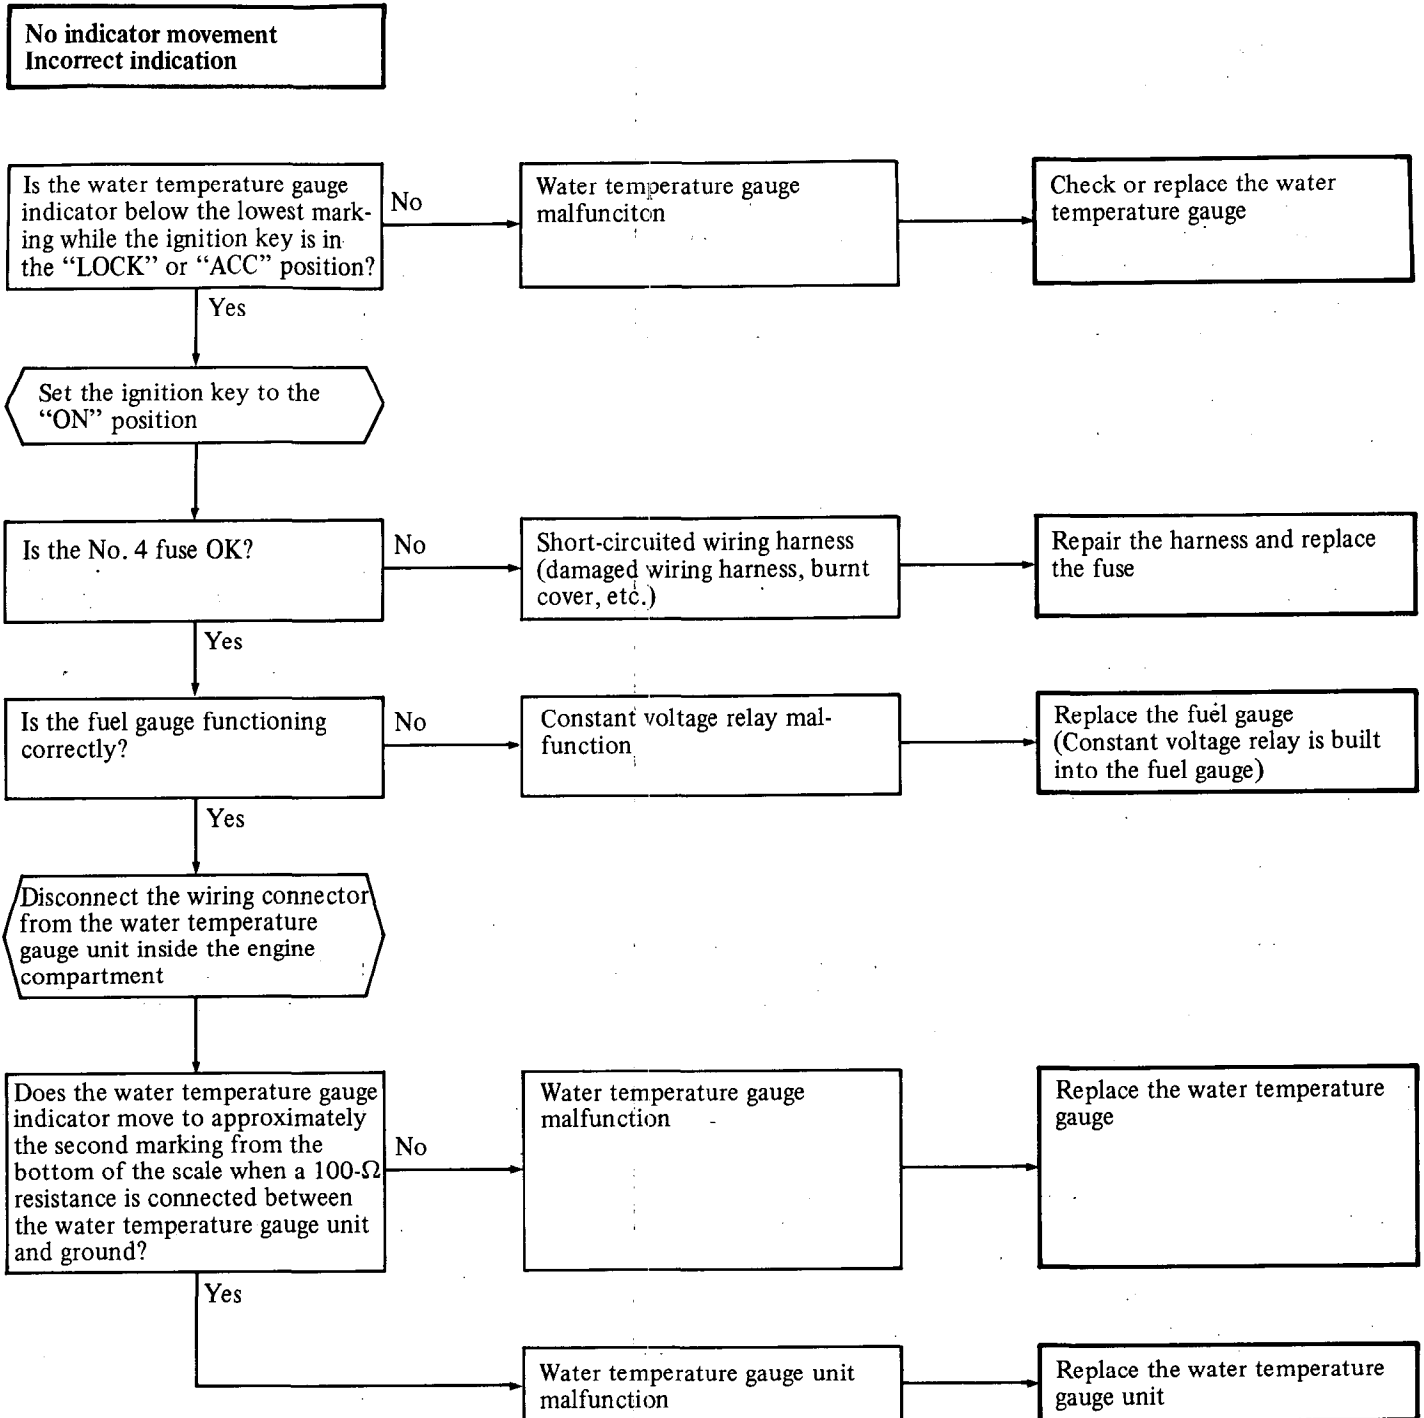 No indicator movement
Incorrect indication
Is the water temperature gauge
indicator below the lowest mark-
ing while the ignition key is in
the “LOCK” or “ACC” position?
No
Water temperature gauge
malfunciton
Check or replace the water
temperature gauge
Yes
Set the ignition key to the
“ON” position
Is the No. 4 fuse OK?
No
Short-circuited wiring harness
(damaged wiring harness, burnt
cover, etc.)
Repair the harness and replace
the fuse
Yes
Is the fuel gauge functioning
correctly?
No
Constant voltage relay mal-
function
Replace the fuel gauge
(Constant voltage relay is built
into the fuel gauge)
Yes
Disconnect the wiring connector
from the water temperature
gauge unit inside the engine
compartment
Does the water temperature gauge
indicator move to approximately
the second marking from the
bottom of the scale when a 100-Ω
resistance is connected between
the water temperature gauge unit
and ground?
No
Water temperature gauge
malfunction
Replace the water temperature
gauge
Yes
Water temperature gauge unit
malfunction
Replace the water temperature
gauge unit